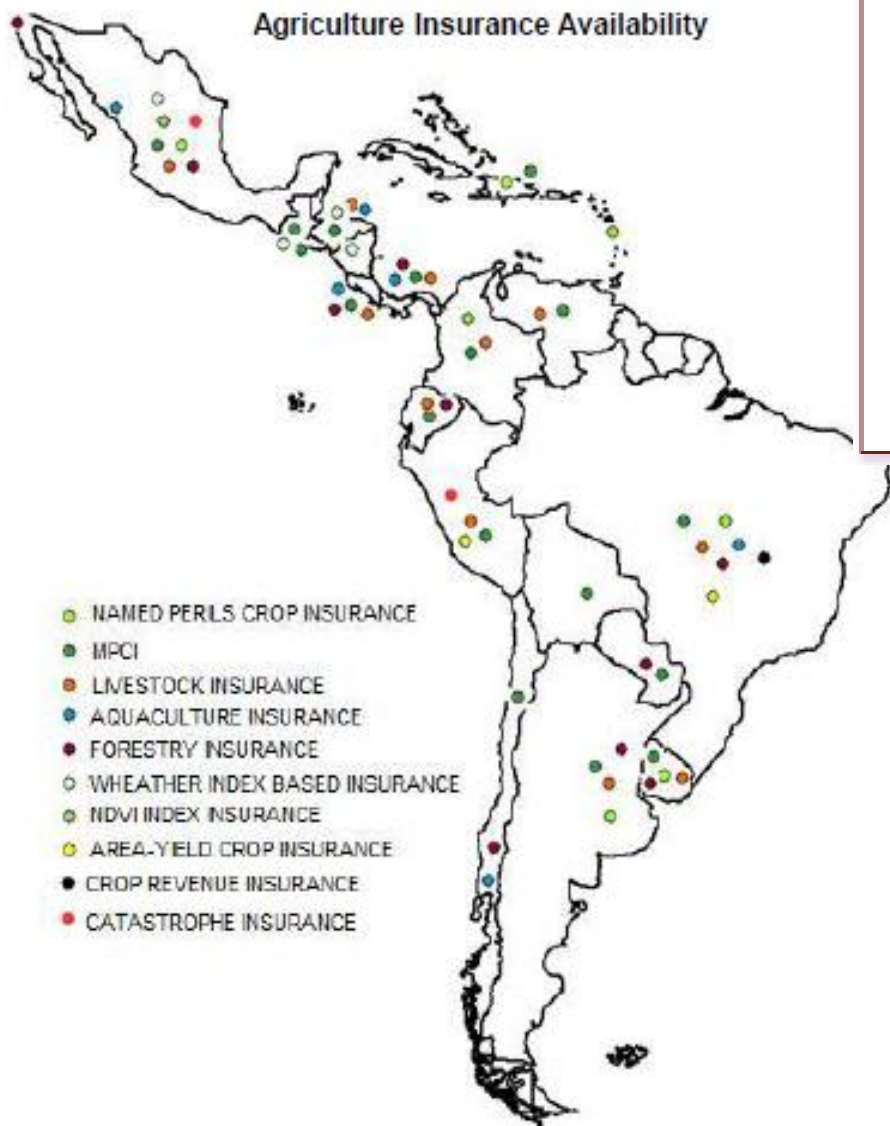 Agriculture Insurance Availability
NAMED PERILS CROP INSURANCE
MPCI
LIVESTOCK INSURANCE
AQUACULTURE INSURANCE
FORESTRY INSURANCE
WHEATHER INDEX BASED INSURANCE
NDVI INDEX INSURANCE
AREA-YIELD CROP INSURANCE
CROP REVENUE INSURANCE
CATASTROPHE INSURANCE